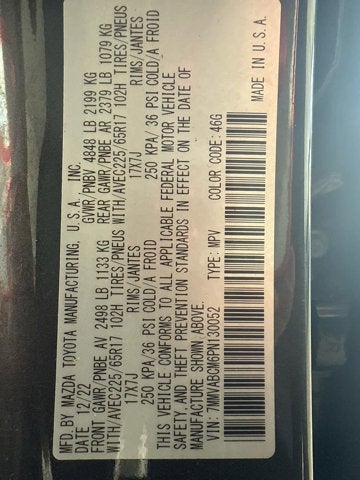 MFD. BY MAZDA TOYOTA MANUFACTURING, U.S.A. INC.
12/22 GVWR/PNBV 4848 LB 2199 KG
FRONT GAWR/PNBE AV 2498 LB 1133 KG REAR GAWR/PNBE AR 2379 LB 1079 KG
WITH/AVEC225/65R17 102H TIRES/PNEUS WITH/AVEC225/65R17 102H TIRES/PNEUS
17X7J RIMS/JANTES 17X7J RIMS/JANTES
250 KPA/36 PSI COLD/A FROID 250 KPA/ 36 PSI COLD/A FROID
THIS VEHICLE CONFORMS TO ALL APPLICABLE FEDERAL MOTOR VEHICLE
SAFETY, AND THEFT PREVENTION STANDARDS IN EFFECT ON THE DATE OF
MANUFACTURE SHOWN ABOVE.
VIN: 7MMVABCM6PN130052 TYPE: MPV COLOR CODE: 46G
MADE IN U.S.A.